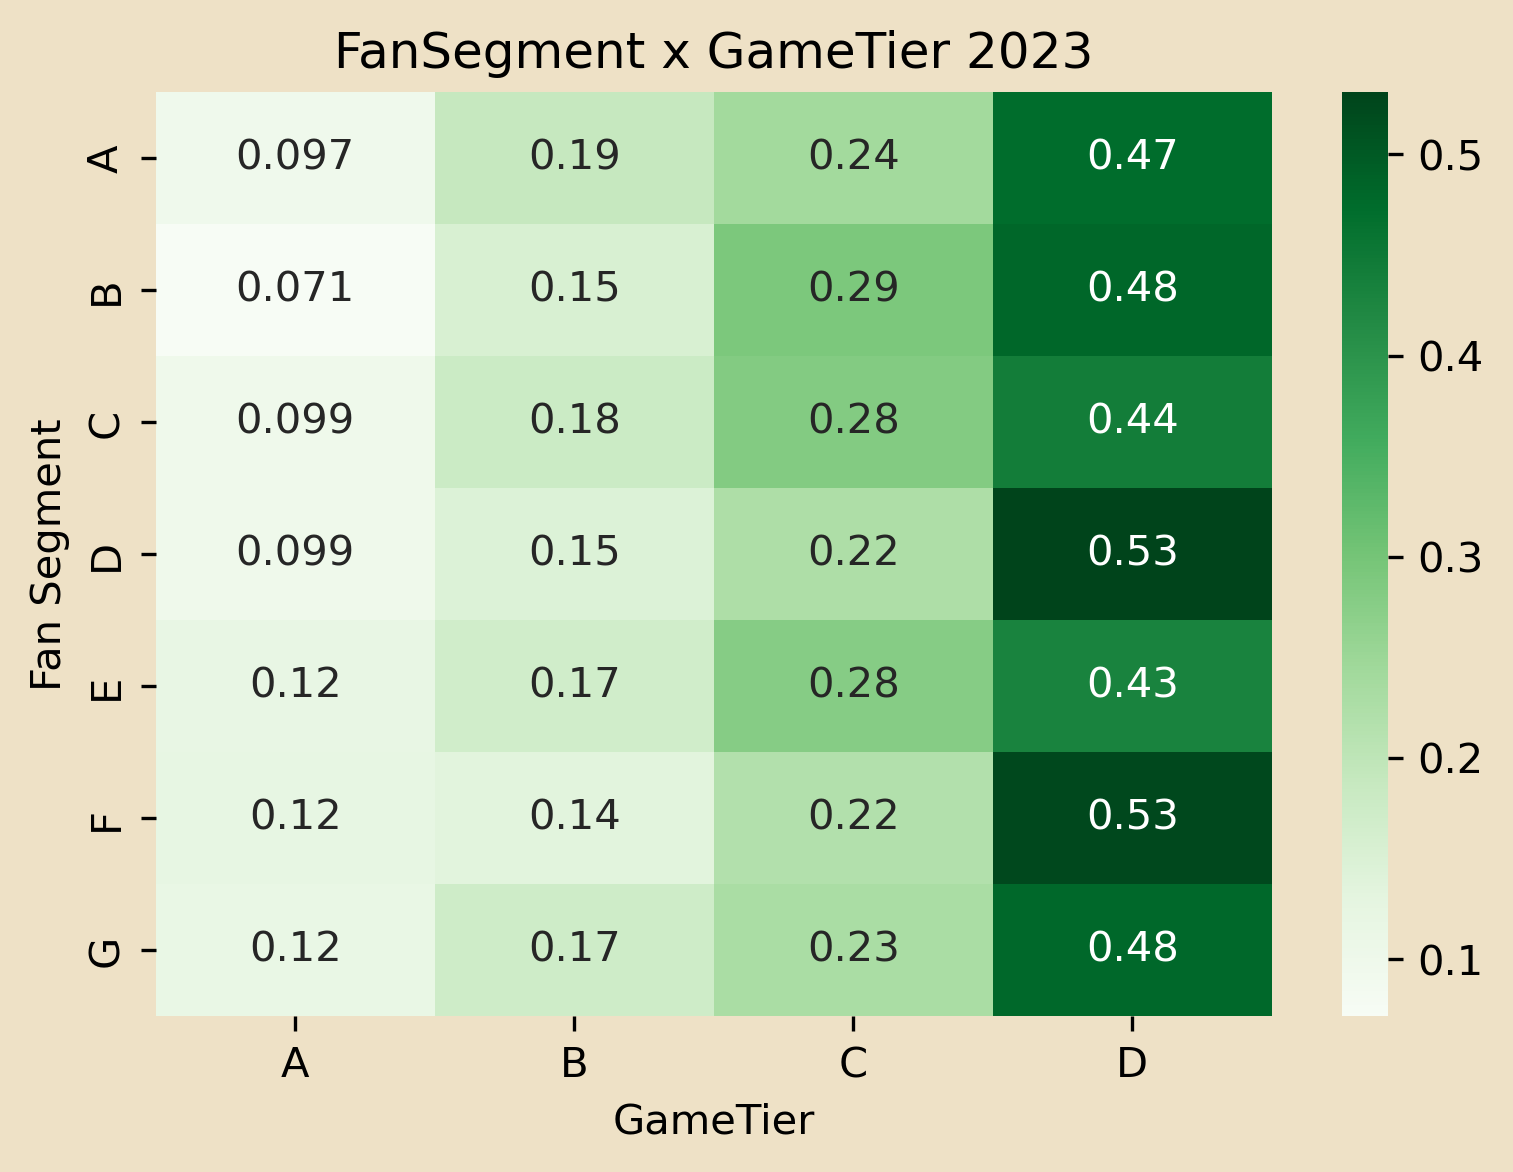 FanSegment x GameTier 2023
A 0.097 0.19 0.24 0.47
B 0.071 0.15 0.29 0.48
C 0.099 0.18 0.28 0.44
D 0.099 0.15 0.22 0.53
E 0.12 0.17 0.28 0.43
F 0.12 0.14 0.22 0.53
G 0.12 0.17 0.23 0.48
Fan Segment
A B C D
GameTier
0.5
0.4
0.3
0.2
0.1